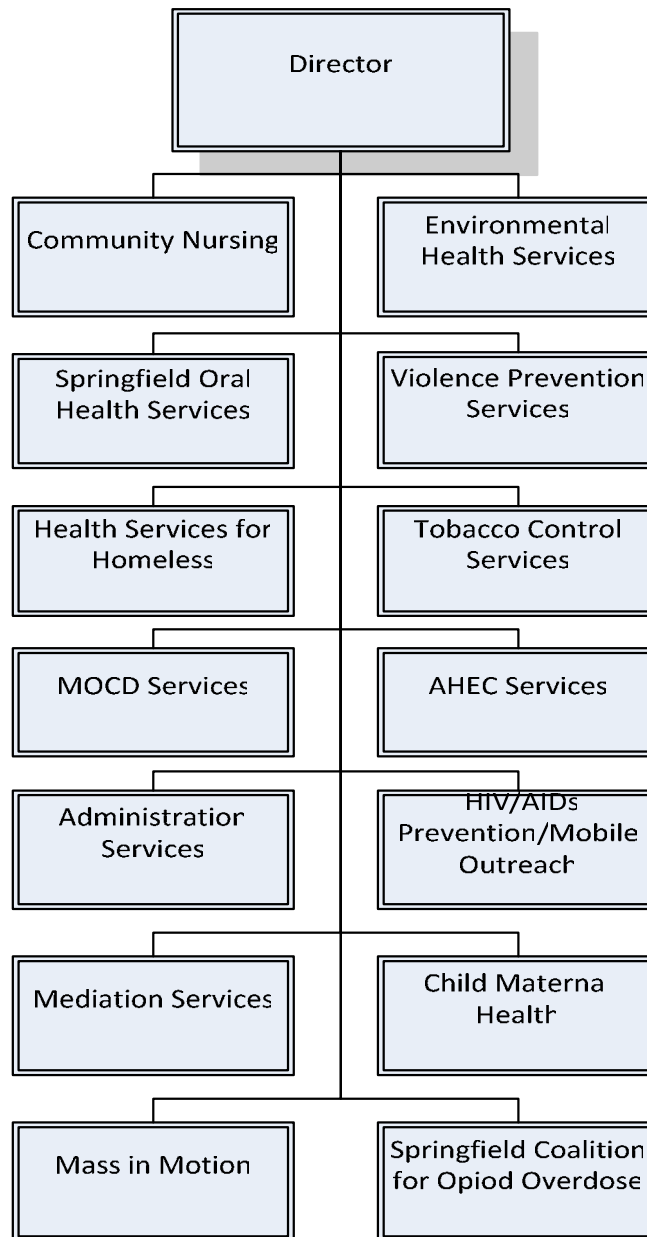 Director
Community Nursing
Environmental
Health Services
Springfield Oral
Health Services
Violence Prevention
Services
Health Services for
Homeless
Tobacco Control
Services
MOCD Services
AHEC Services
Administration
Services
HIV/AIDs
Prevention/Mobile
Outreach
Mediation Services
Child Materna
Health
Mass in Motion
Springfield Coalition
for Opiod Overdose